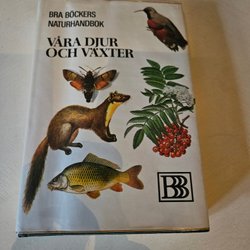 BRA BÖCKERS
NATURHANDBOK
VÅRA DJUR
OCH VÄXTER
BB